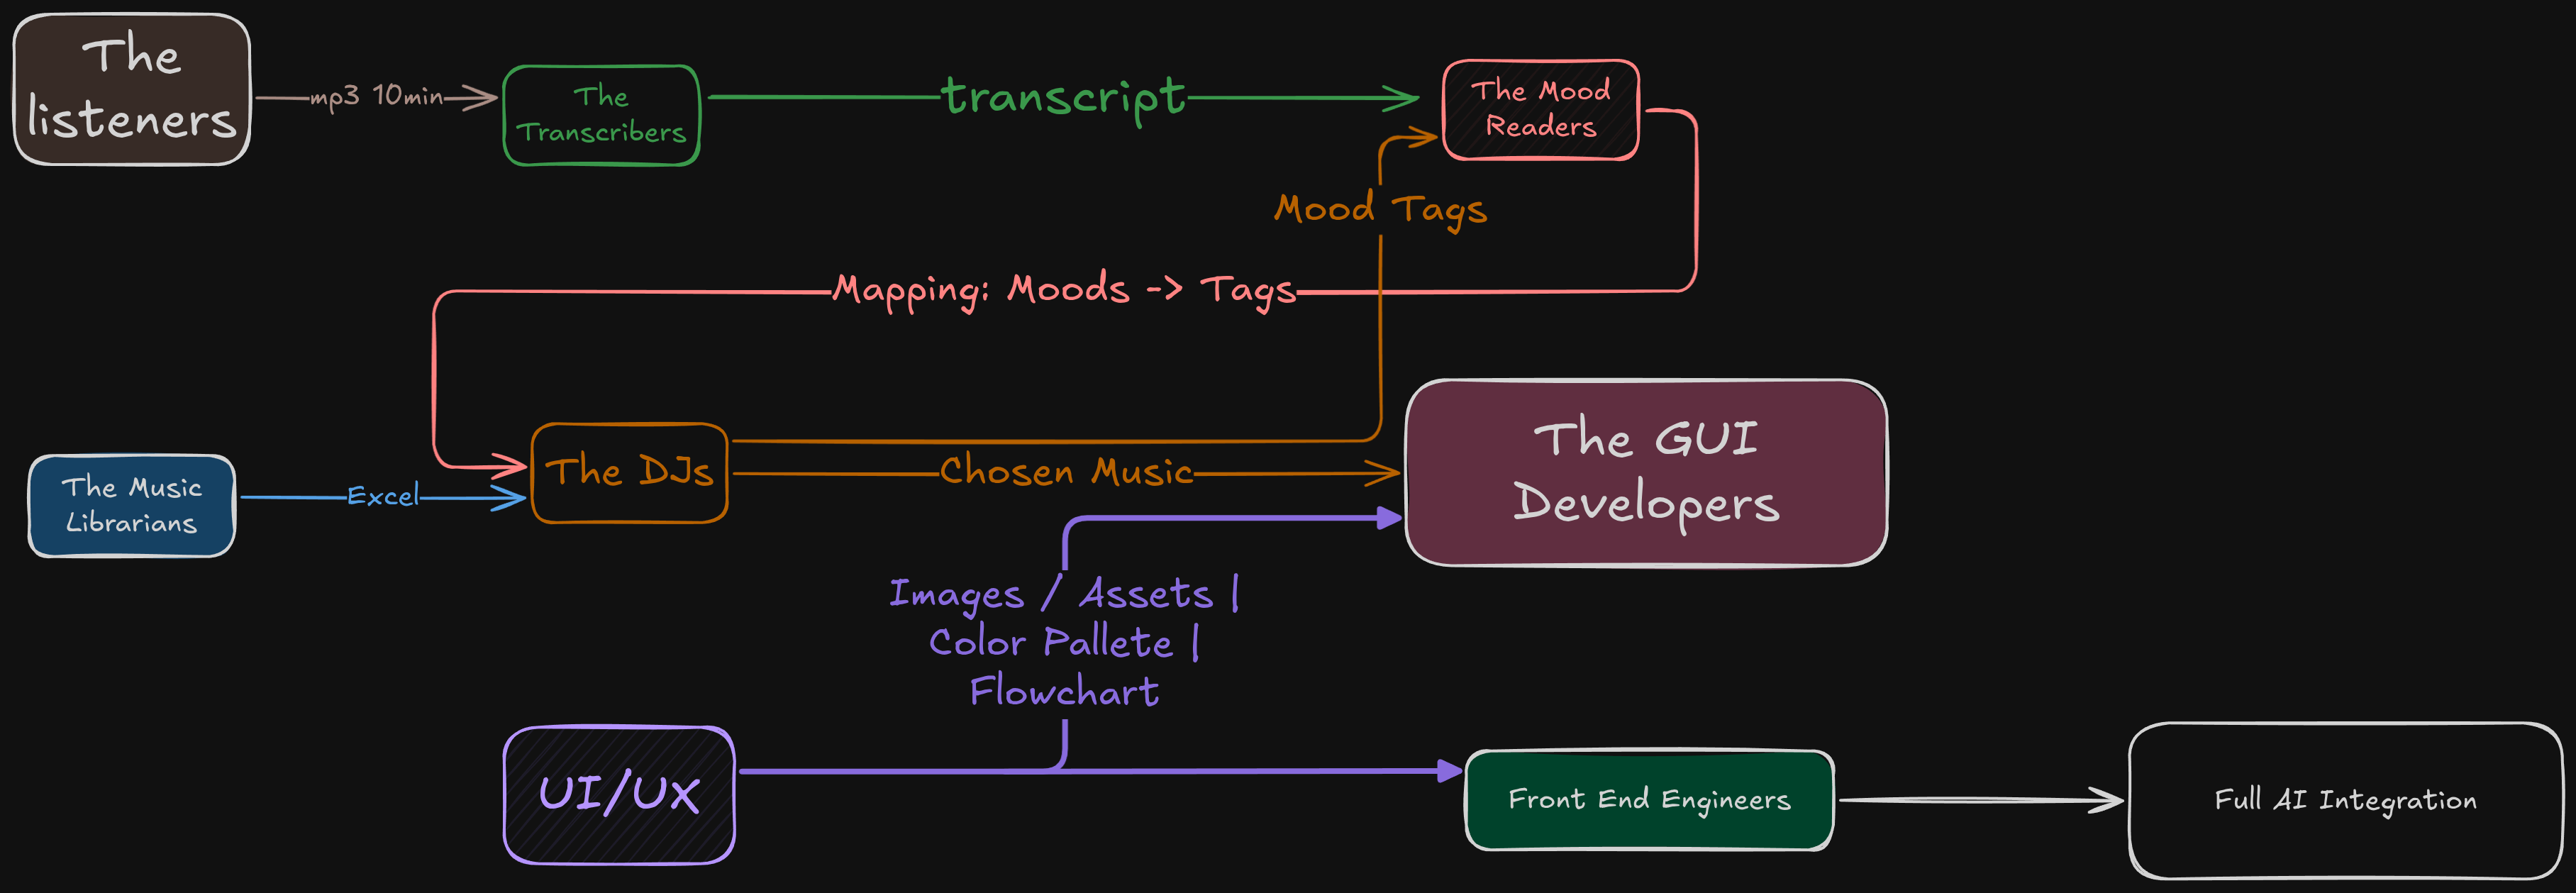 The
listeners
mp3 10min
The
Transcribers
transcript
The Mood
Readers
Mood Tags
Mapping: Moods -> Tags
The Music
Librarians
Excel
The DJs
Chosen Music
The GUI
Developers
Images / Assets |
Color Pallete |
Flowchart
UI/UX
Front End Engineers
Full AI Integration